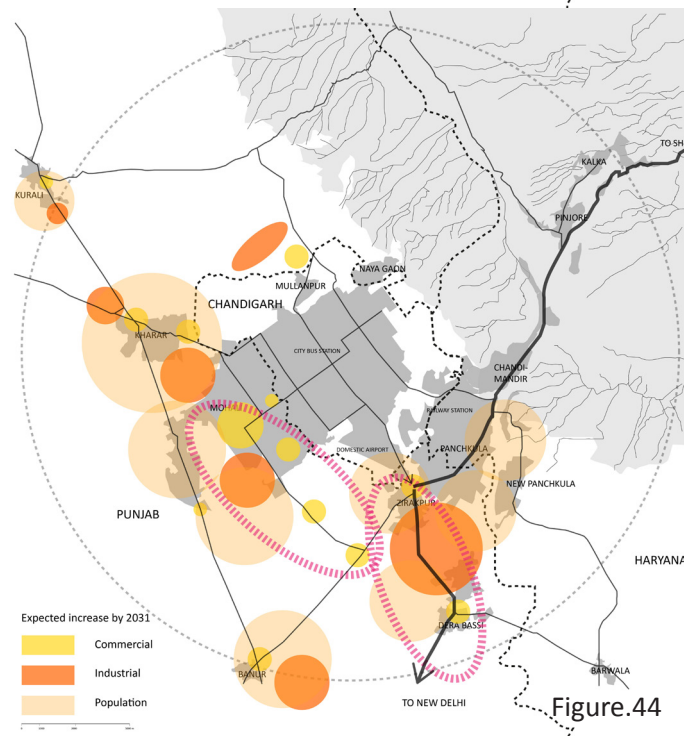 KALKA
TO SH
KURALI
PINJORE
NAYA GAON
MULLANPUR
CHANDIGARH
KHARAR
CITY BUS STATION
CHANDI-
MANDIR
MO
RAILWAY STATION
DOMESTIC AIRPORT
PANCHKULA
NEW PANCHKULA
ZIRAKPUR
PUNJAB
HARYANA
Expected increase by 2031
Commercial
Industrial
Population
DERA BASSI
BANUR
BARWALA
TO NEW DELHI
Figure.44